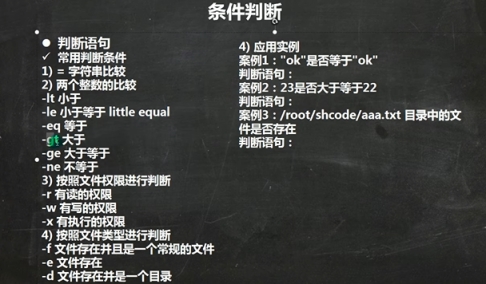 条件判断
● 判断语句
✓ 常用判断条件
1) = 字符串比较
2) 两个整数的比较
-lt 小于
-le 小于等于 little equal
-eq 等于
-gt 大于
-ge 大于等于
-ne 不等于
3) 按照文件权限进行判断
-r 有读的权限
-w 有写的权限
-x 有执行的权限
4) 按照文件类型进行判断
-f 文件存在并且是一个常规的文件
-e 文件存在
-d 文件存在并是一个目录
4) 应用实例
案例1："ok"是否等于"ok"
判断语句：
案例2：23是否大于等于22
判断语句：
案例3：/root/shcode/aaa.txt 目录中的文
件是否存在
判断语句：